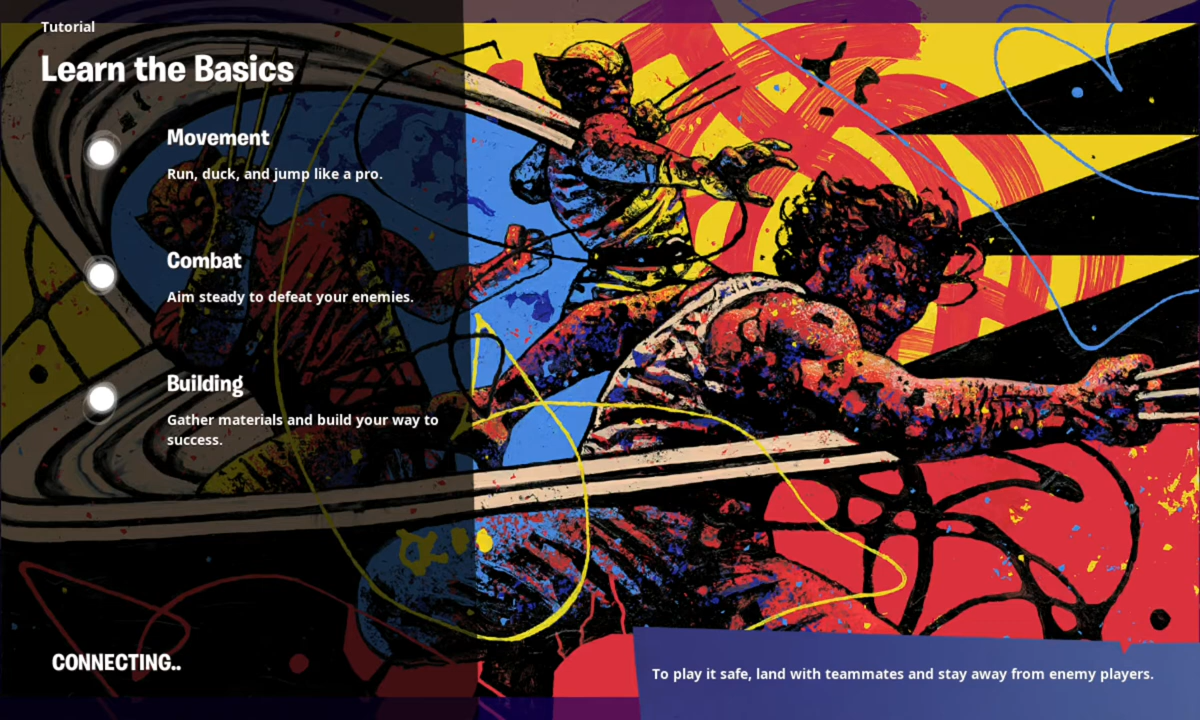 Tutorial
Learn the Basics
Movement
Run, duck, and jump like a pro.
Combat
Aim steady to defeat your enemies.
Building
Gather materials and build your way to
success.
CONNECTING..
To play it safe, land with teammates and stay away from enemy players.